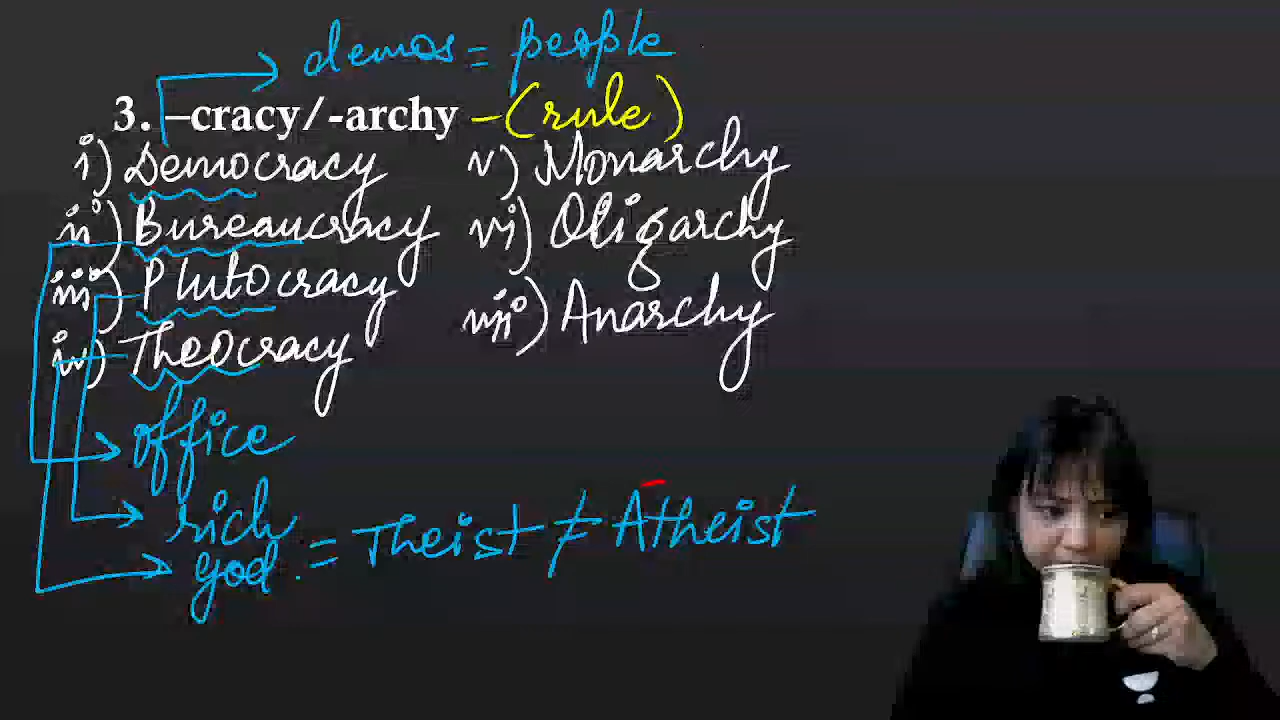 demos = people
3. –cracy/-archy – (rule)
i) Democracy
ii) Bureaucracy
iii) Plutocracy
iv) Theocracy
v) Monarchy
vi) Oligarchy
vii) Anarchy
office
rich
god = Theist ≠ Atheist